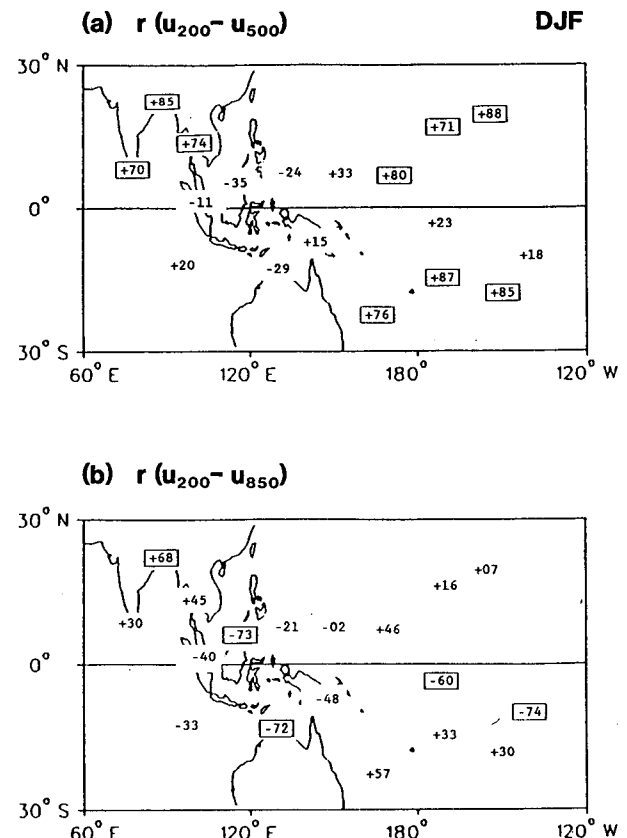 (a) r (u₂₀₀– u₅₀₀) DJF
30° N
+85
+88
+71
+74
+70
-24 +33 +80
-35
-11
0°
+23
+15
+18
+20 -29
+87
+85
+76
30° S
60° E 120° E 180° 120° W
(b) r (u₂₀₀– u₈₅₀)
30° N
+68
+07
+16
+45
+30
-73 -21 -02 +46
-40
0°
-60
-48
-74
-33 -72
+33
+30
+57
30° S
60° E 120° E 180° 120° W